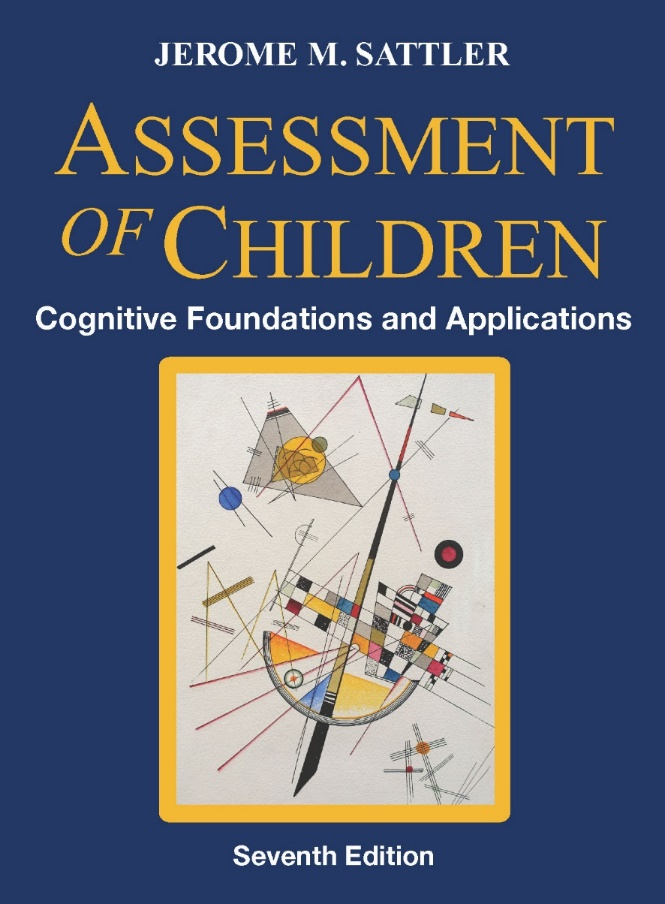 JEROME M. SATTLER
ASSESSMENT
OF CHILDREN
Cognitive Foundations and Applications
Seventh Edition